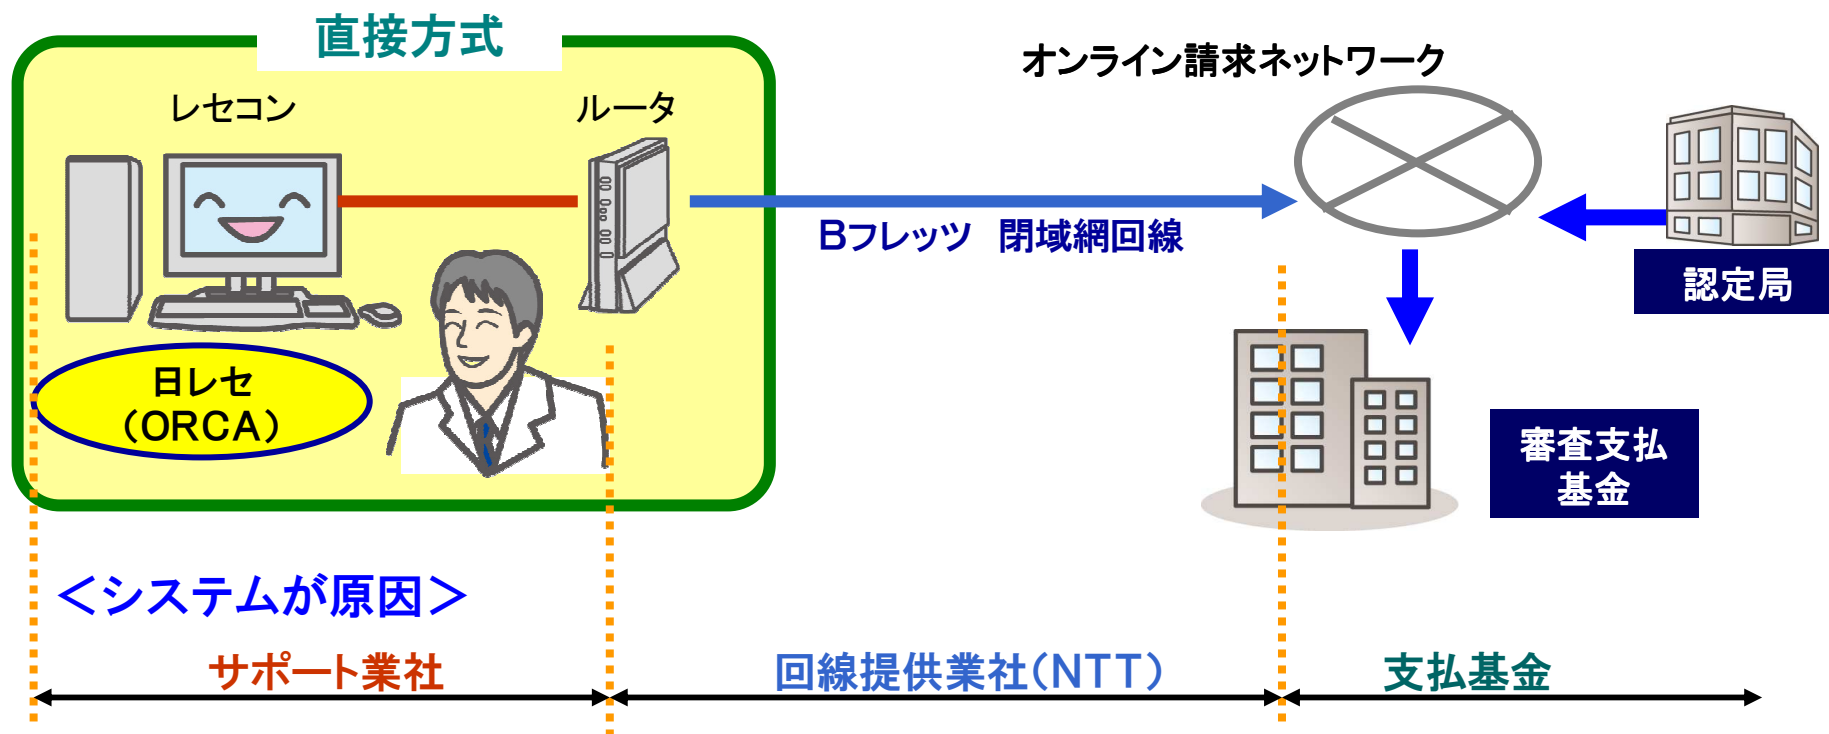 直接方式
オンライン請求ネットワーク
レセコン
ルータ
Bフレッツ　閉域網回線
認定局
日レセ
（ORCA）
審査支払
基金
＜システムが原因＞
サポート業社
回線提供業社（NTT）
支払基金